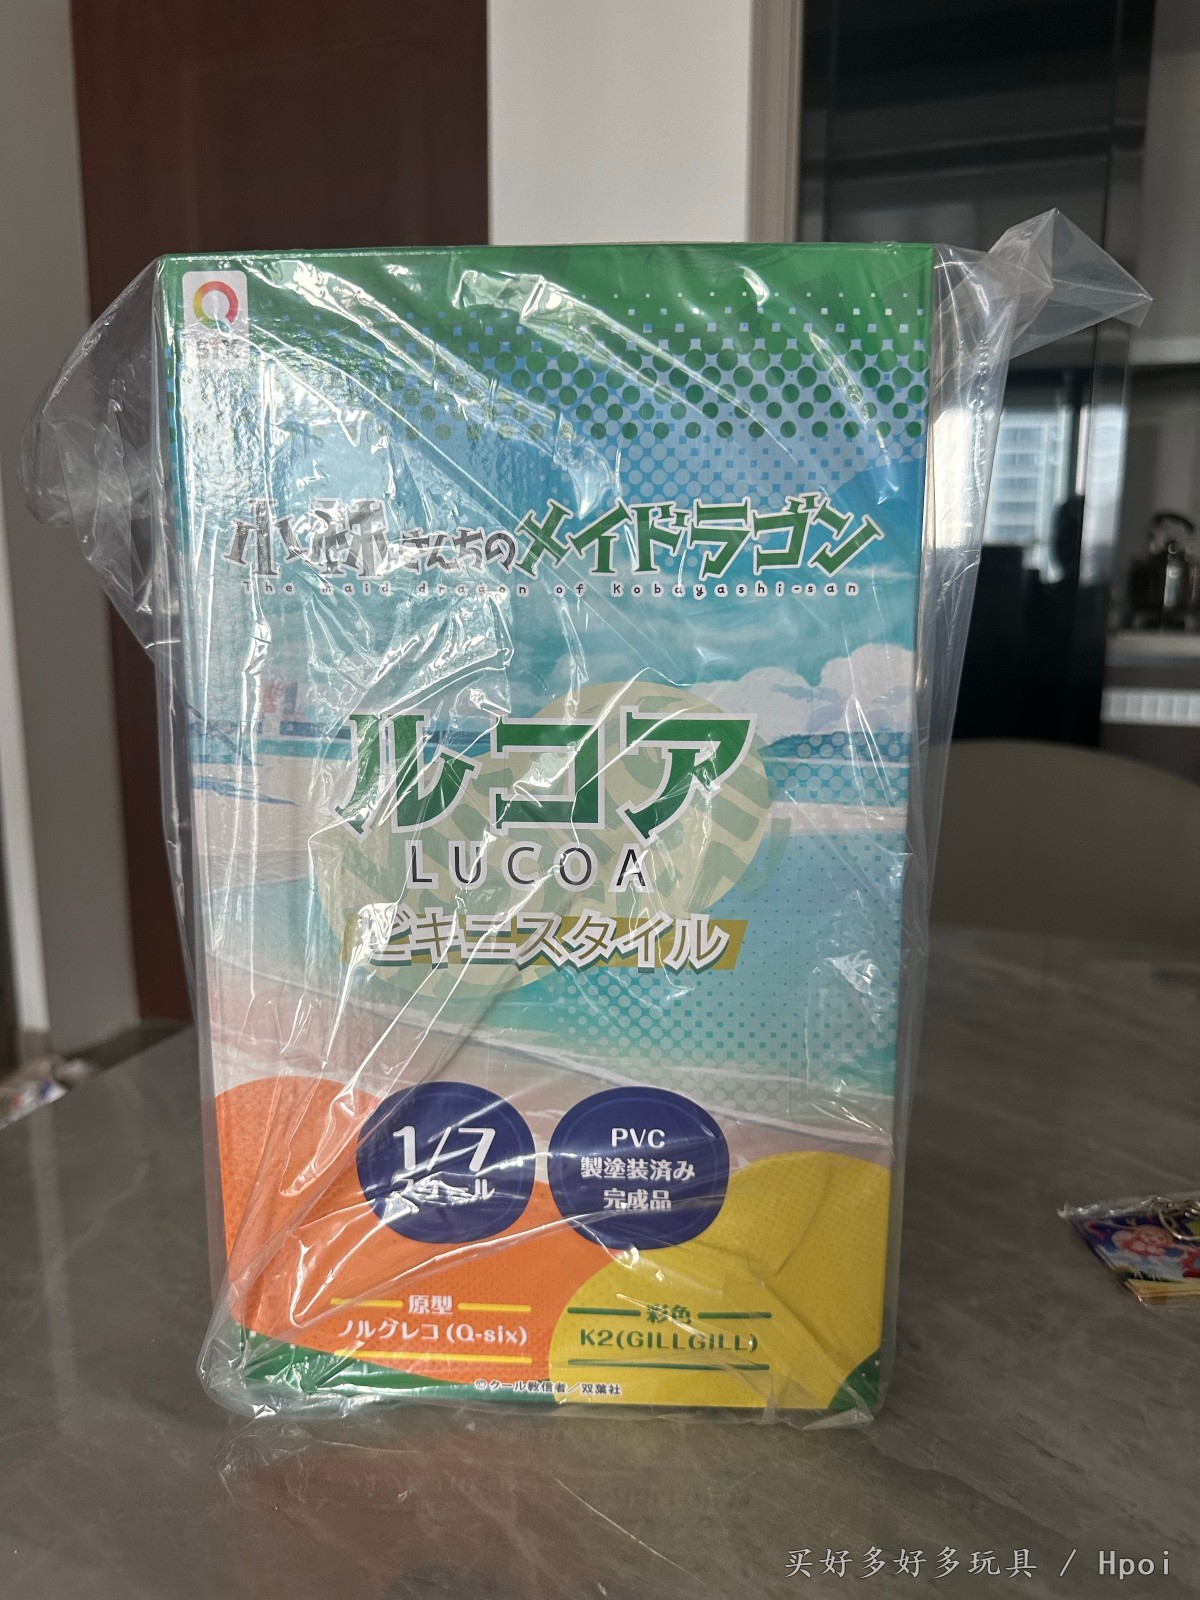 six
小林さんちのメイドラゴン
The maid dragon of Kobayashi-san
ルコア
LUCOA
ビキニスタイル
1/7
スケール
PVC
製塗装済み
完成品
原型
ノルグレコ(Q-six)
彩色
K2(GILLGILL)
©クール教信者/双葉社
买好多好多玩具 / Hpoi